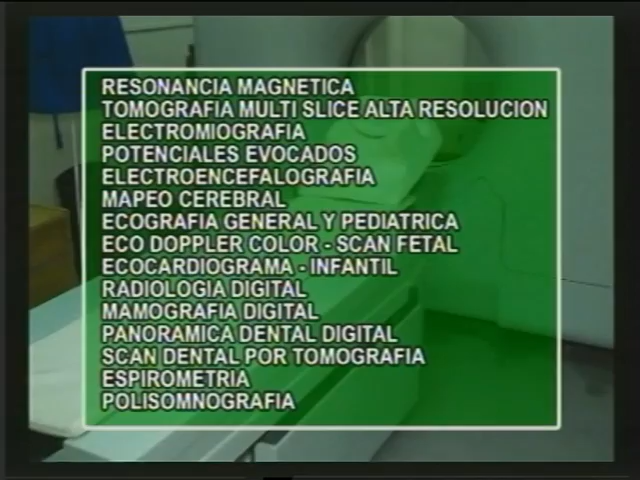 RESONANCIA MAGNETICA
TOMOGRAFIA MULTI SLICE ALTA RESOLUCION
ELECTROMIOGRAFIA
POTENCIALES EVOCADOS
ELECTROENCEFALOGRAFIA
MAPEO CEREBRAL
ECOGRAFIA GENERAL Y PEDIATRICA
ECO DOPPLER COLOR - SCAN FETAL
ECOCARDIOGRAMA - INFANTIL
RADIOLOGIA DIGITAL
MAMOGRAFIA DIGITAL
PANORAMICA DENTAL DIGITAL
SCAN DENTAL POR TOMOGRAFIA
ESPIROMETRIA
POLISOMNOGRAFIA